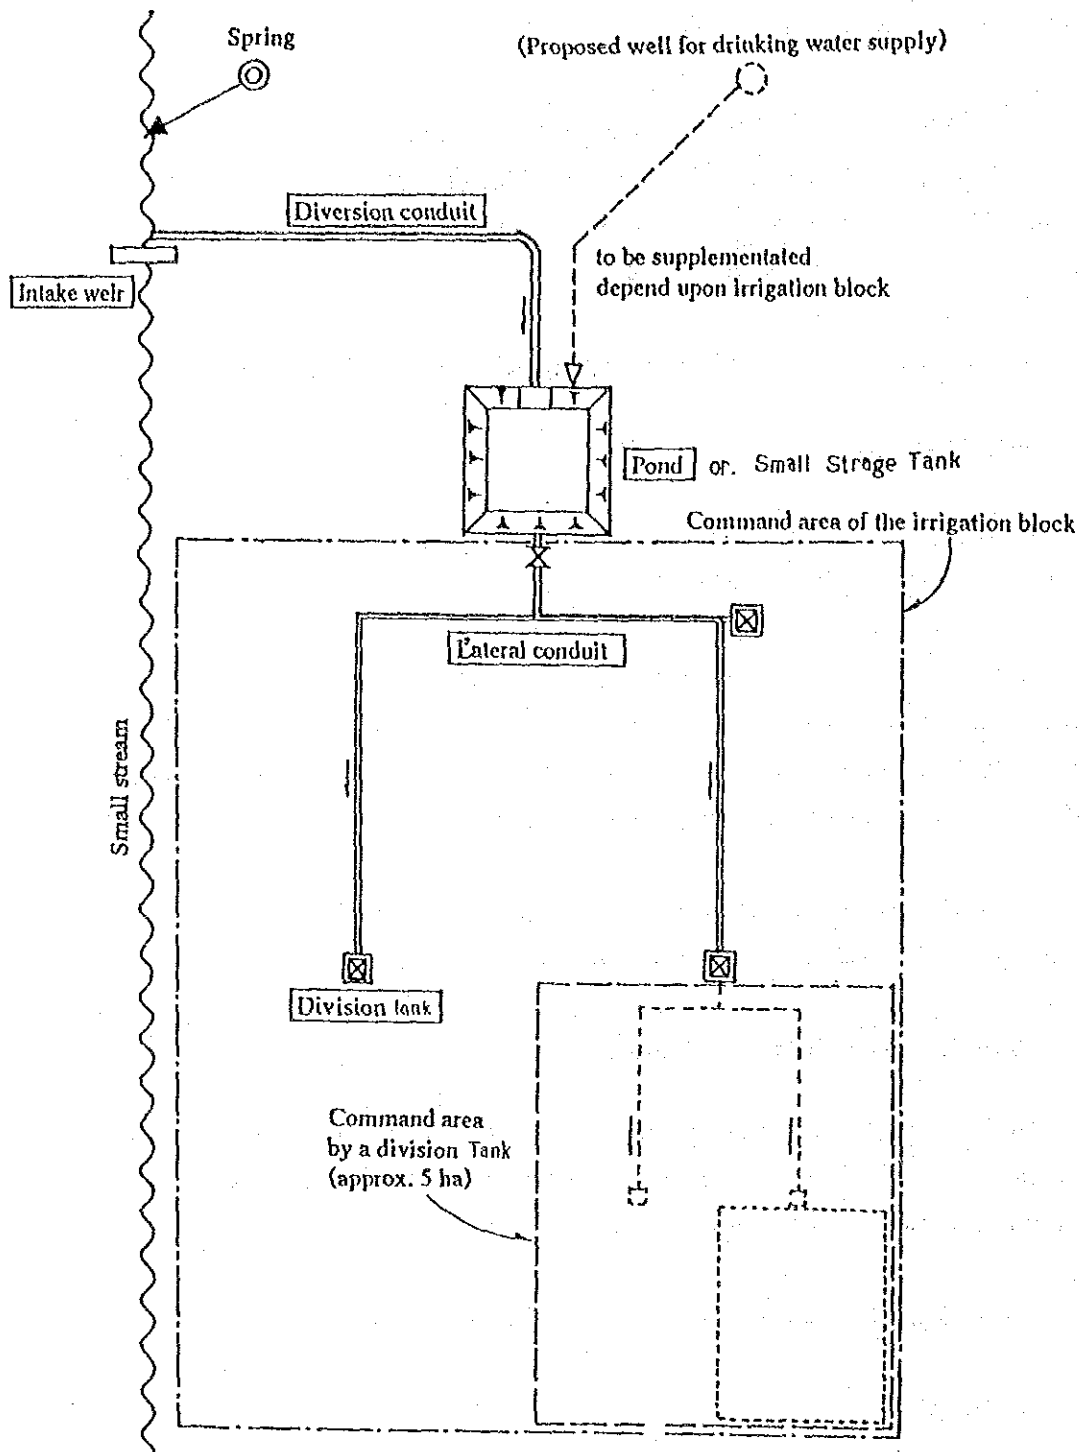 Spring
(Proposed well for drinking water supply)
Diversion conduit
to be supplementated
depend upon irrigation block
Intake weir
Pond or. Small Strage Tank
Command area of the irrigation block
Lateral conduit
Small stream
Division tank
Command area
by a division Tank
(approx. 5 ha)